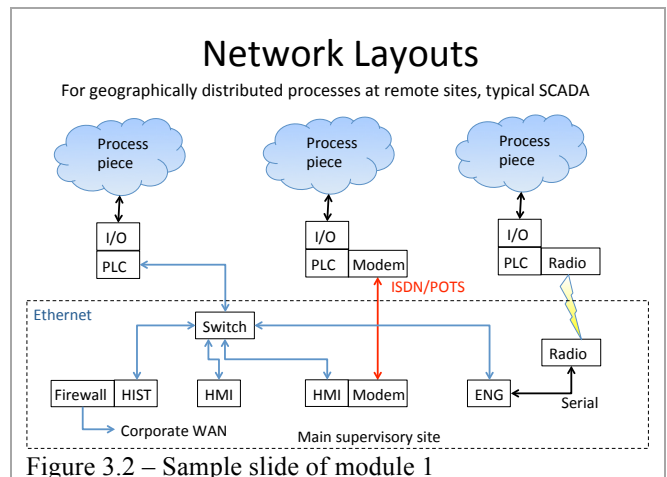 Network Layouts
For geographically distributed processes at remote sites, typical SCADA
Process
piece
Process
piece
Process
piece
I/O
PLC
I/O
PLC
Modem
I/O
PLC
Radio
ISDN/POTS
Ethernet
Switch
Radio
Firewall
HIST
HMI
HMI
Modem
ENG
Serial
Corporate WAN
Main supervisory site
Figure 3.2 – Sample slide of module 1